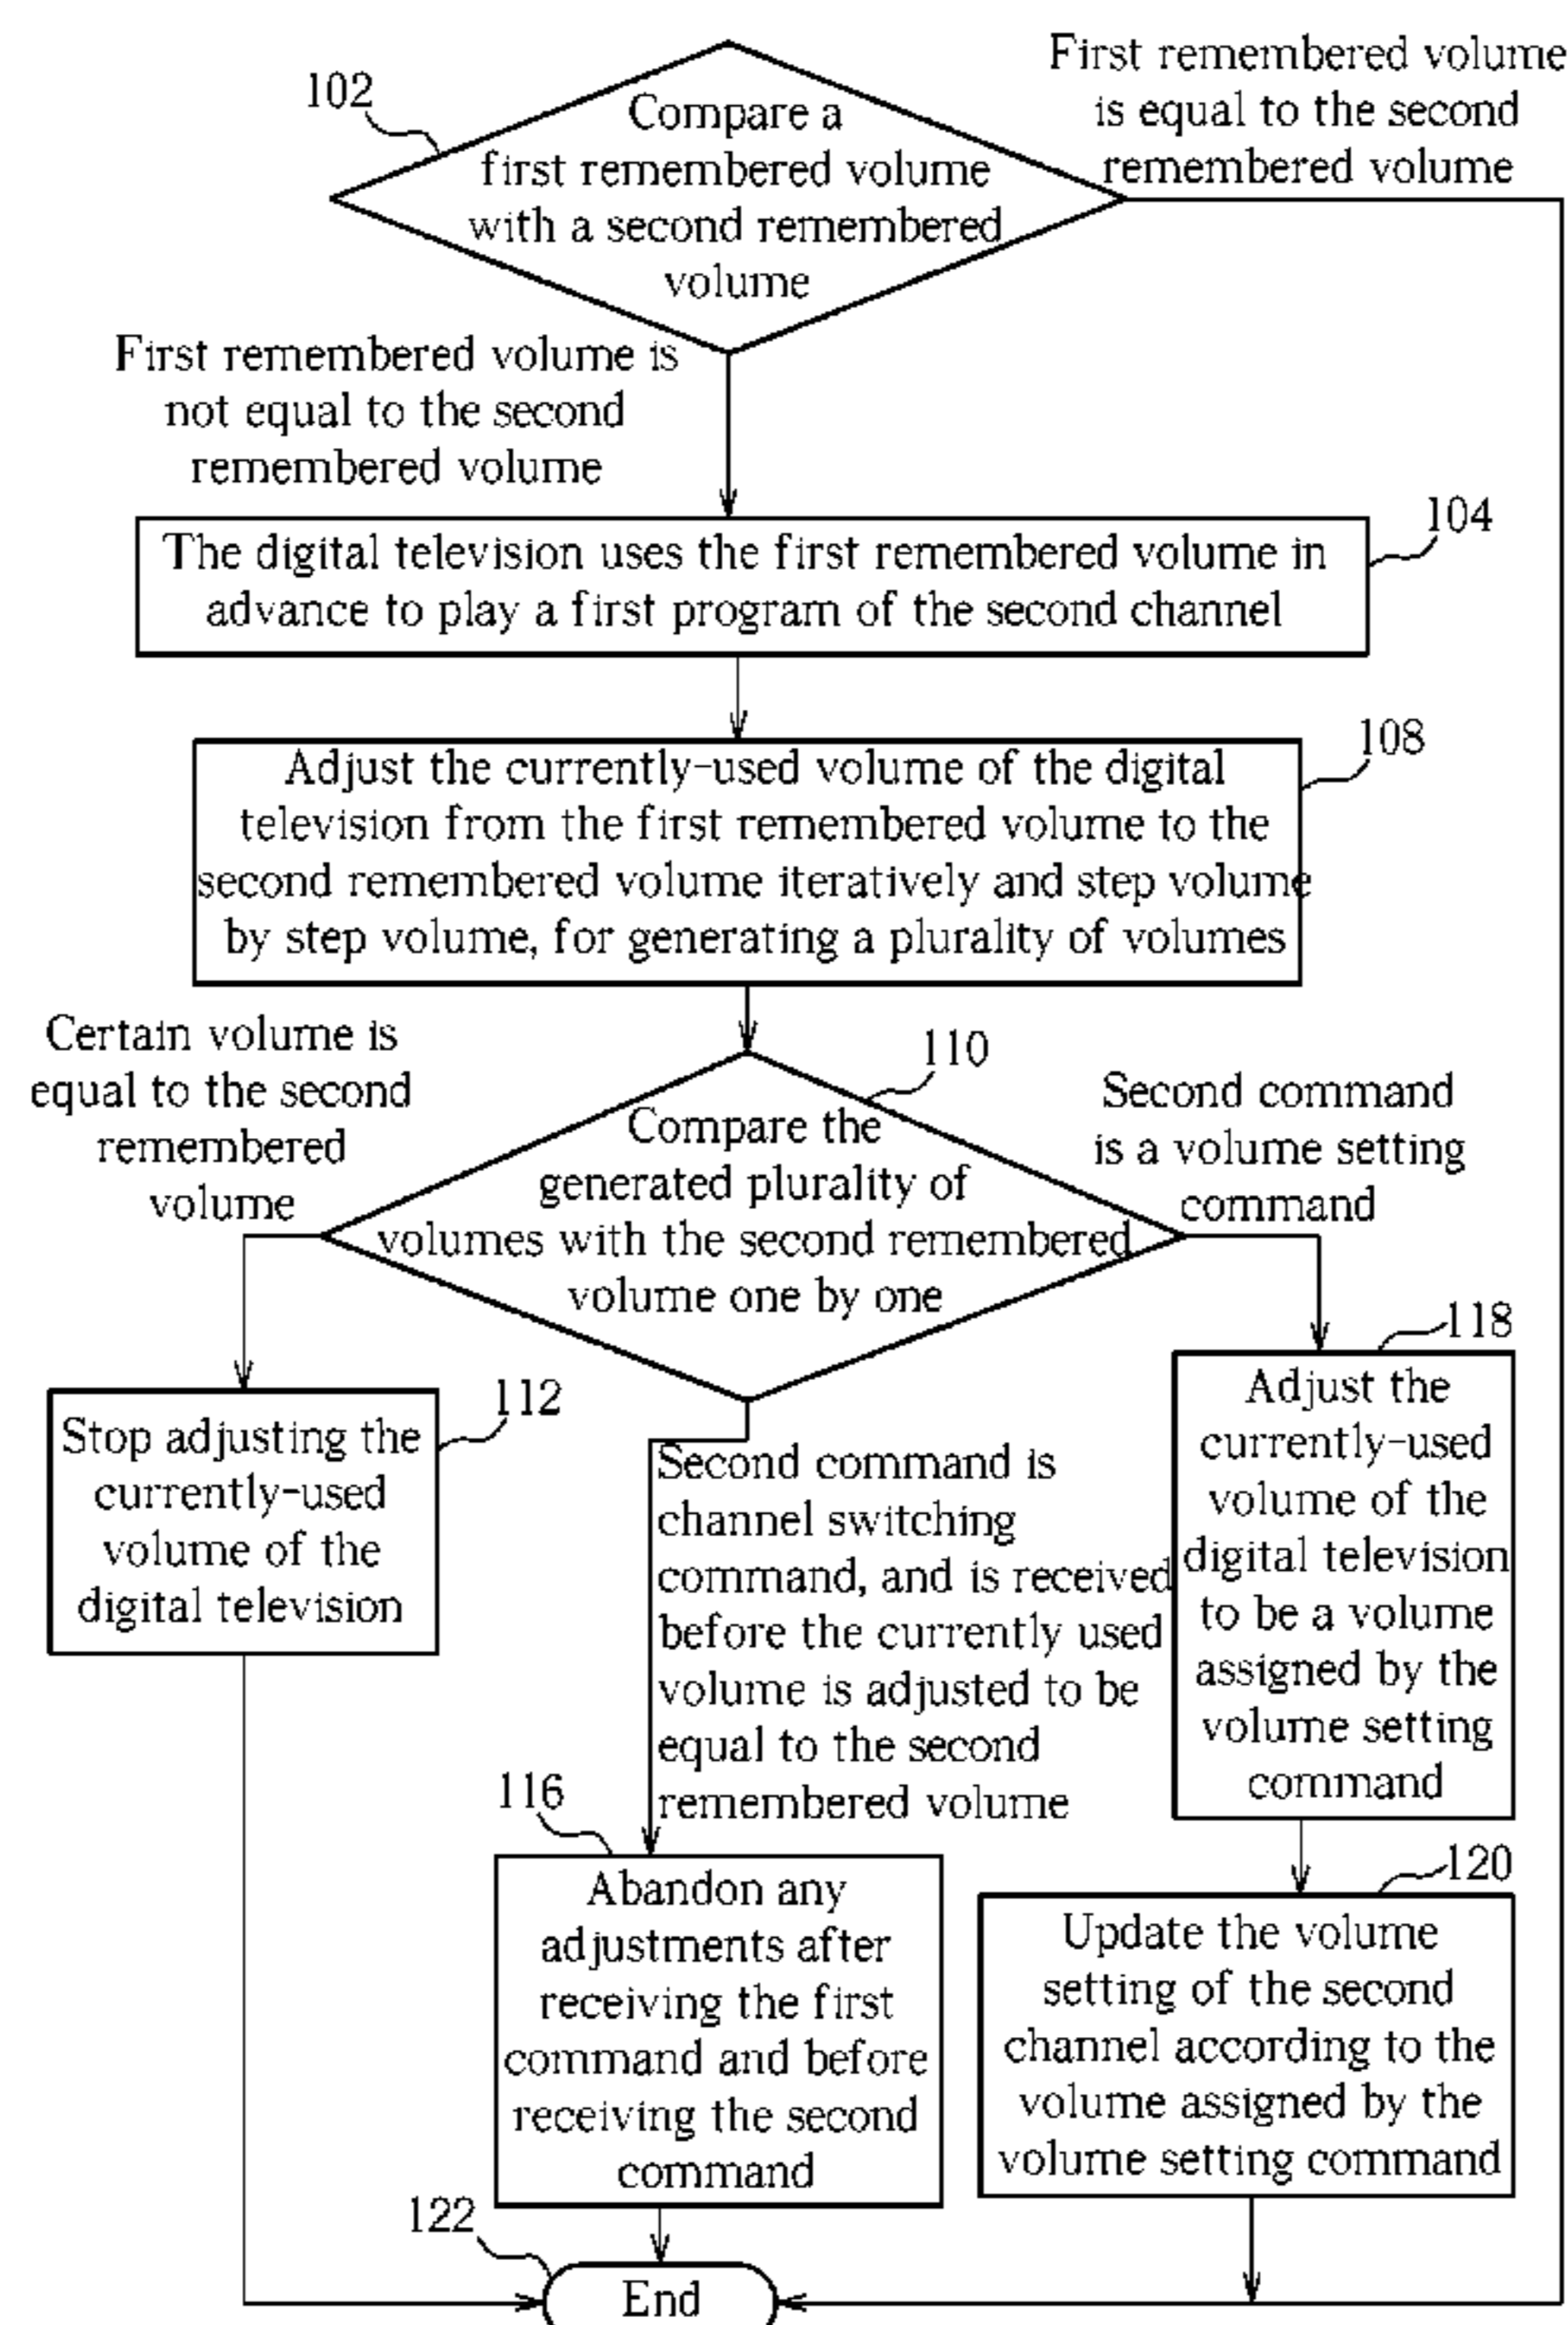 102
Compare a
first remembered volume
with a second remembered
volume
First remembered volume
is equal to the second
remembered volume
First remembered volume is
not equal to the second
remembered volume
104
The digital television uses the first remembered volume in
advance to play a first program of the second channel
108
Adjust the currently-used volume of the digital
television from the first remembered volume to the
second remembered volume iteratively and step volume
by step volume, for generating a plurality of volumes
110
Compare the
generated plurality of
volumes with the second remembered
volume one by one
Certain volume is
equal to the second
remembered
volume
Second command
is a volume setting
command
112
Stop adjusting the
currently-used
volume of the
digital television
Second command is
channel switching
command, and is received
before the currently used
volume is adjusted to be
equal to the second
remembered volume
118
Adjust the
currently-used
volume of the
digital television
to be a volume
assigned by the
volume setting
command
116
Abandon any
adjustments after
receiving the first
command and before
receiving the second
command
120
Update the volume
setting of the second
channel according to the
volume assigned by the
volume setting command
122
End